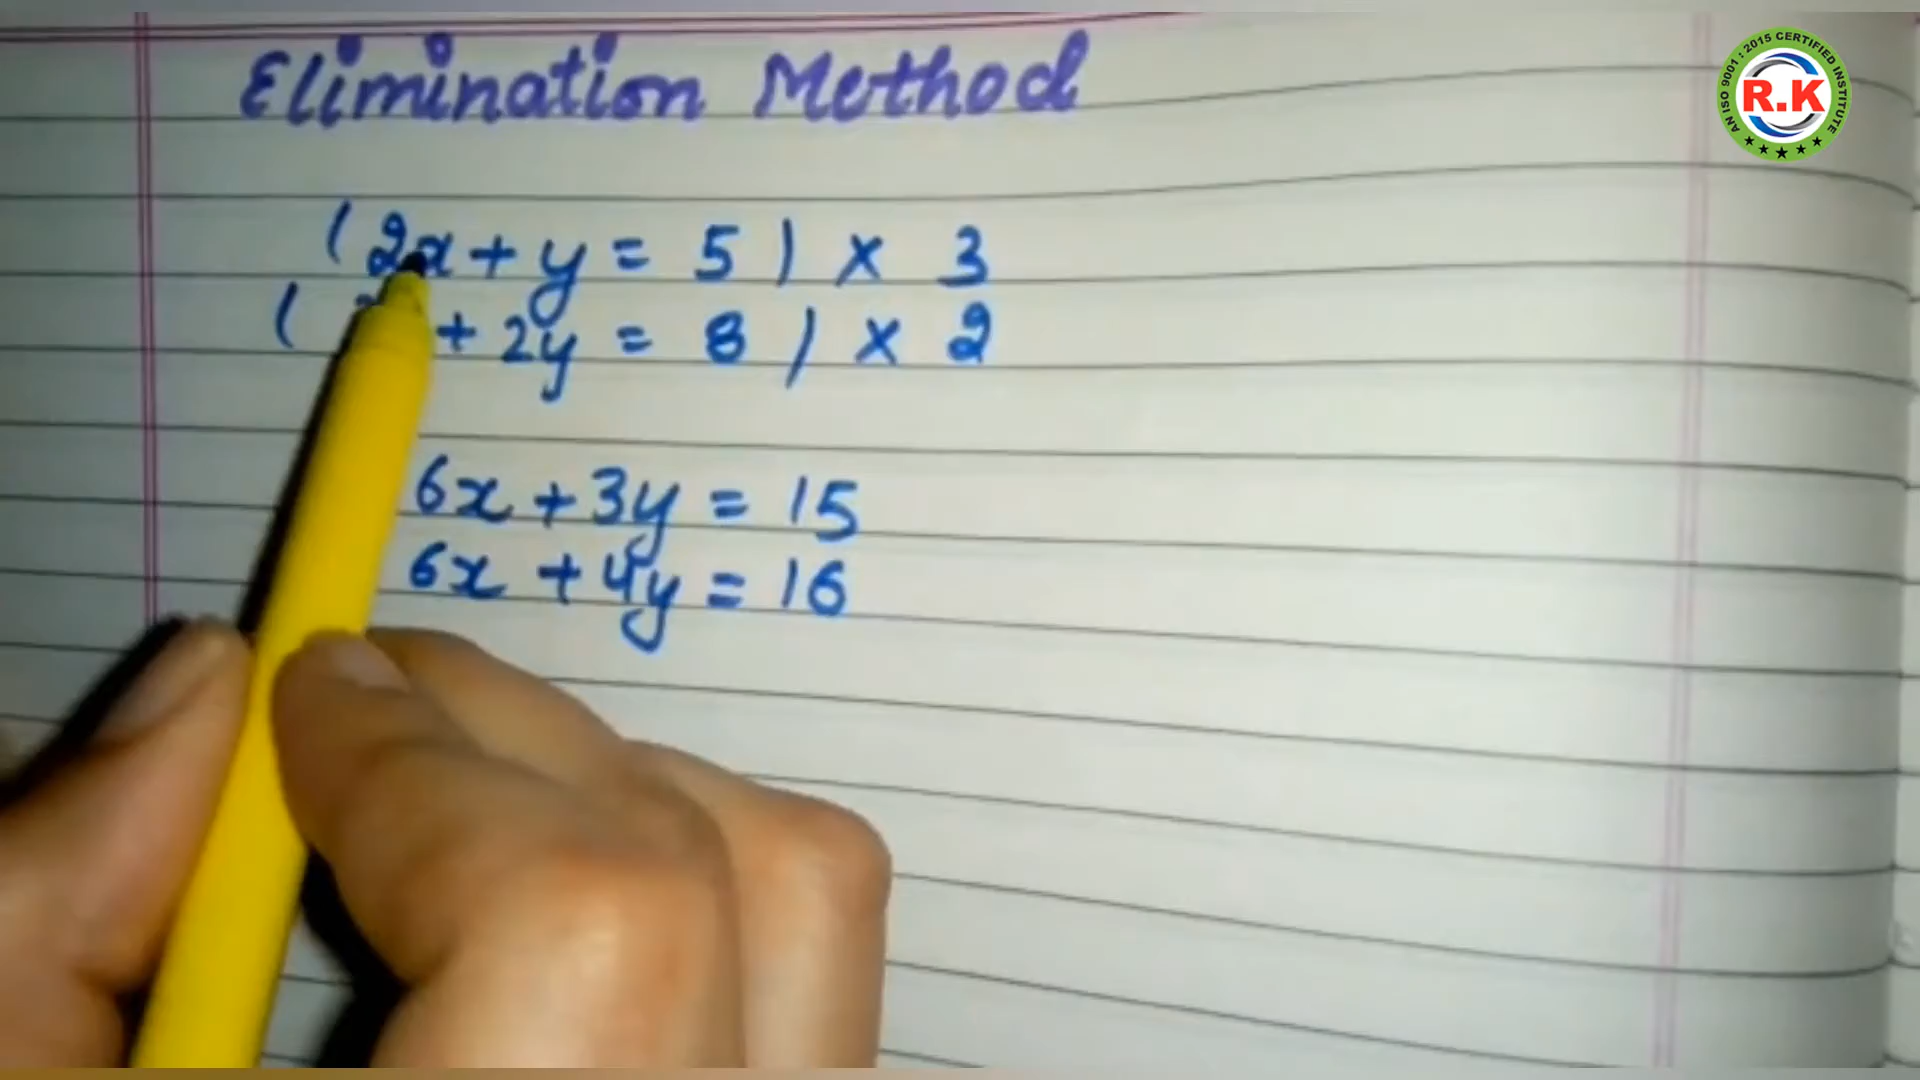 Elimination Method
AN ISO 9001 : 2015 CERTIFIED INSTITUTE
R.K
( 2x + y = 5 ) × 3
( + 2y = 8 ) × 2
6x + 3y = 15
6x + 4y = 16